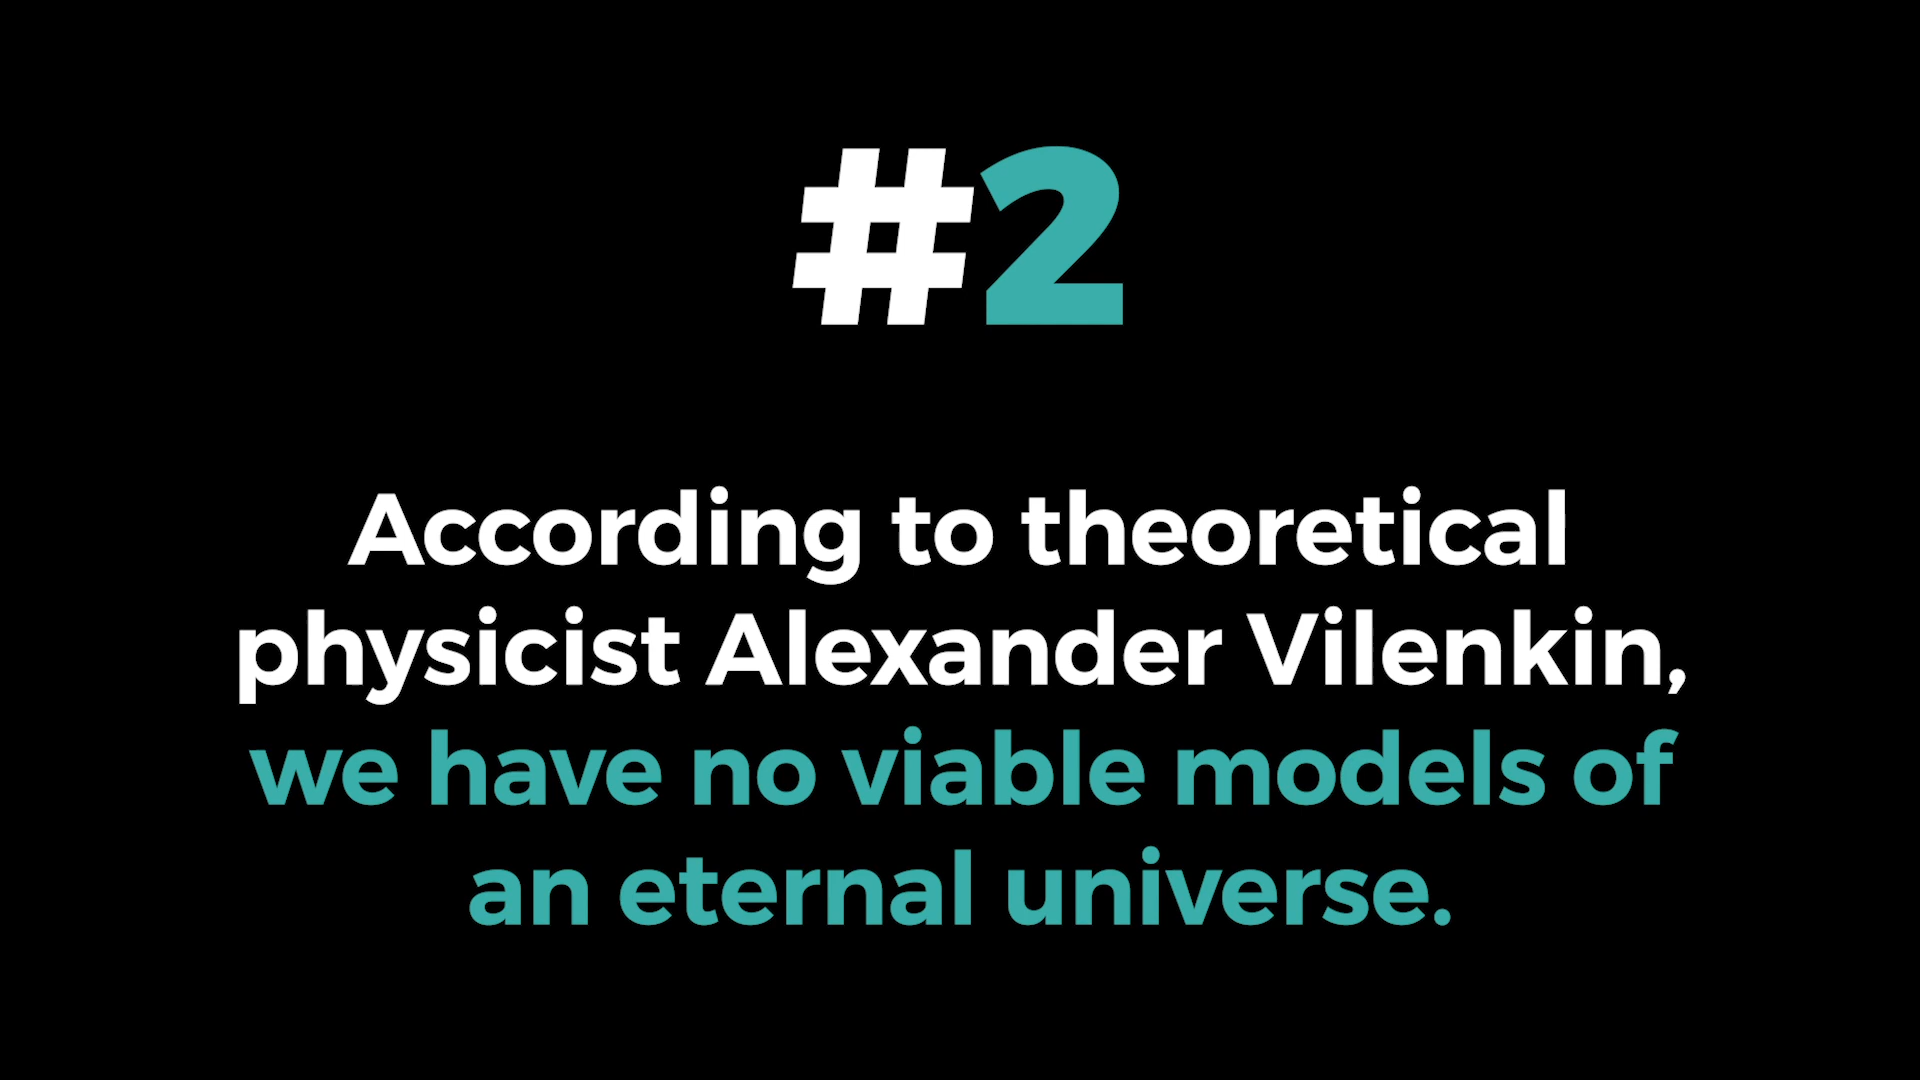 #2
According to theoretical
physicist Alexander Vilenkin,
we have no viable models of
an eternal universe.